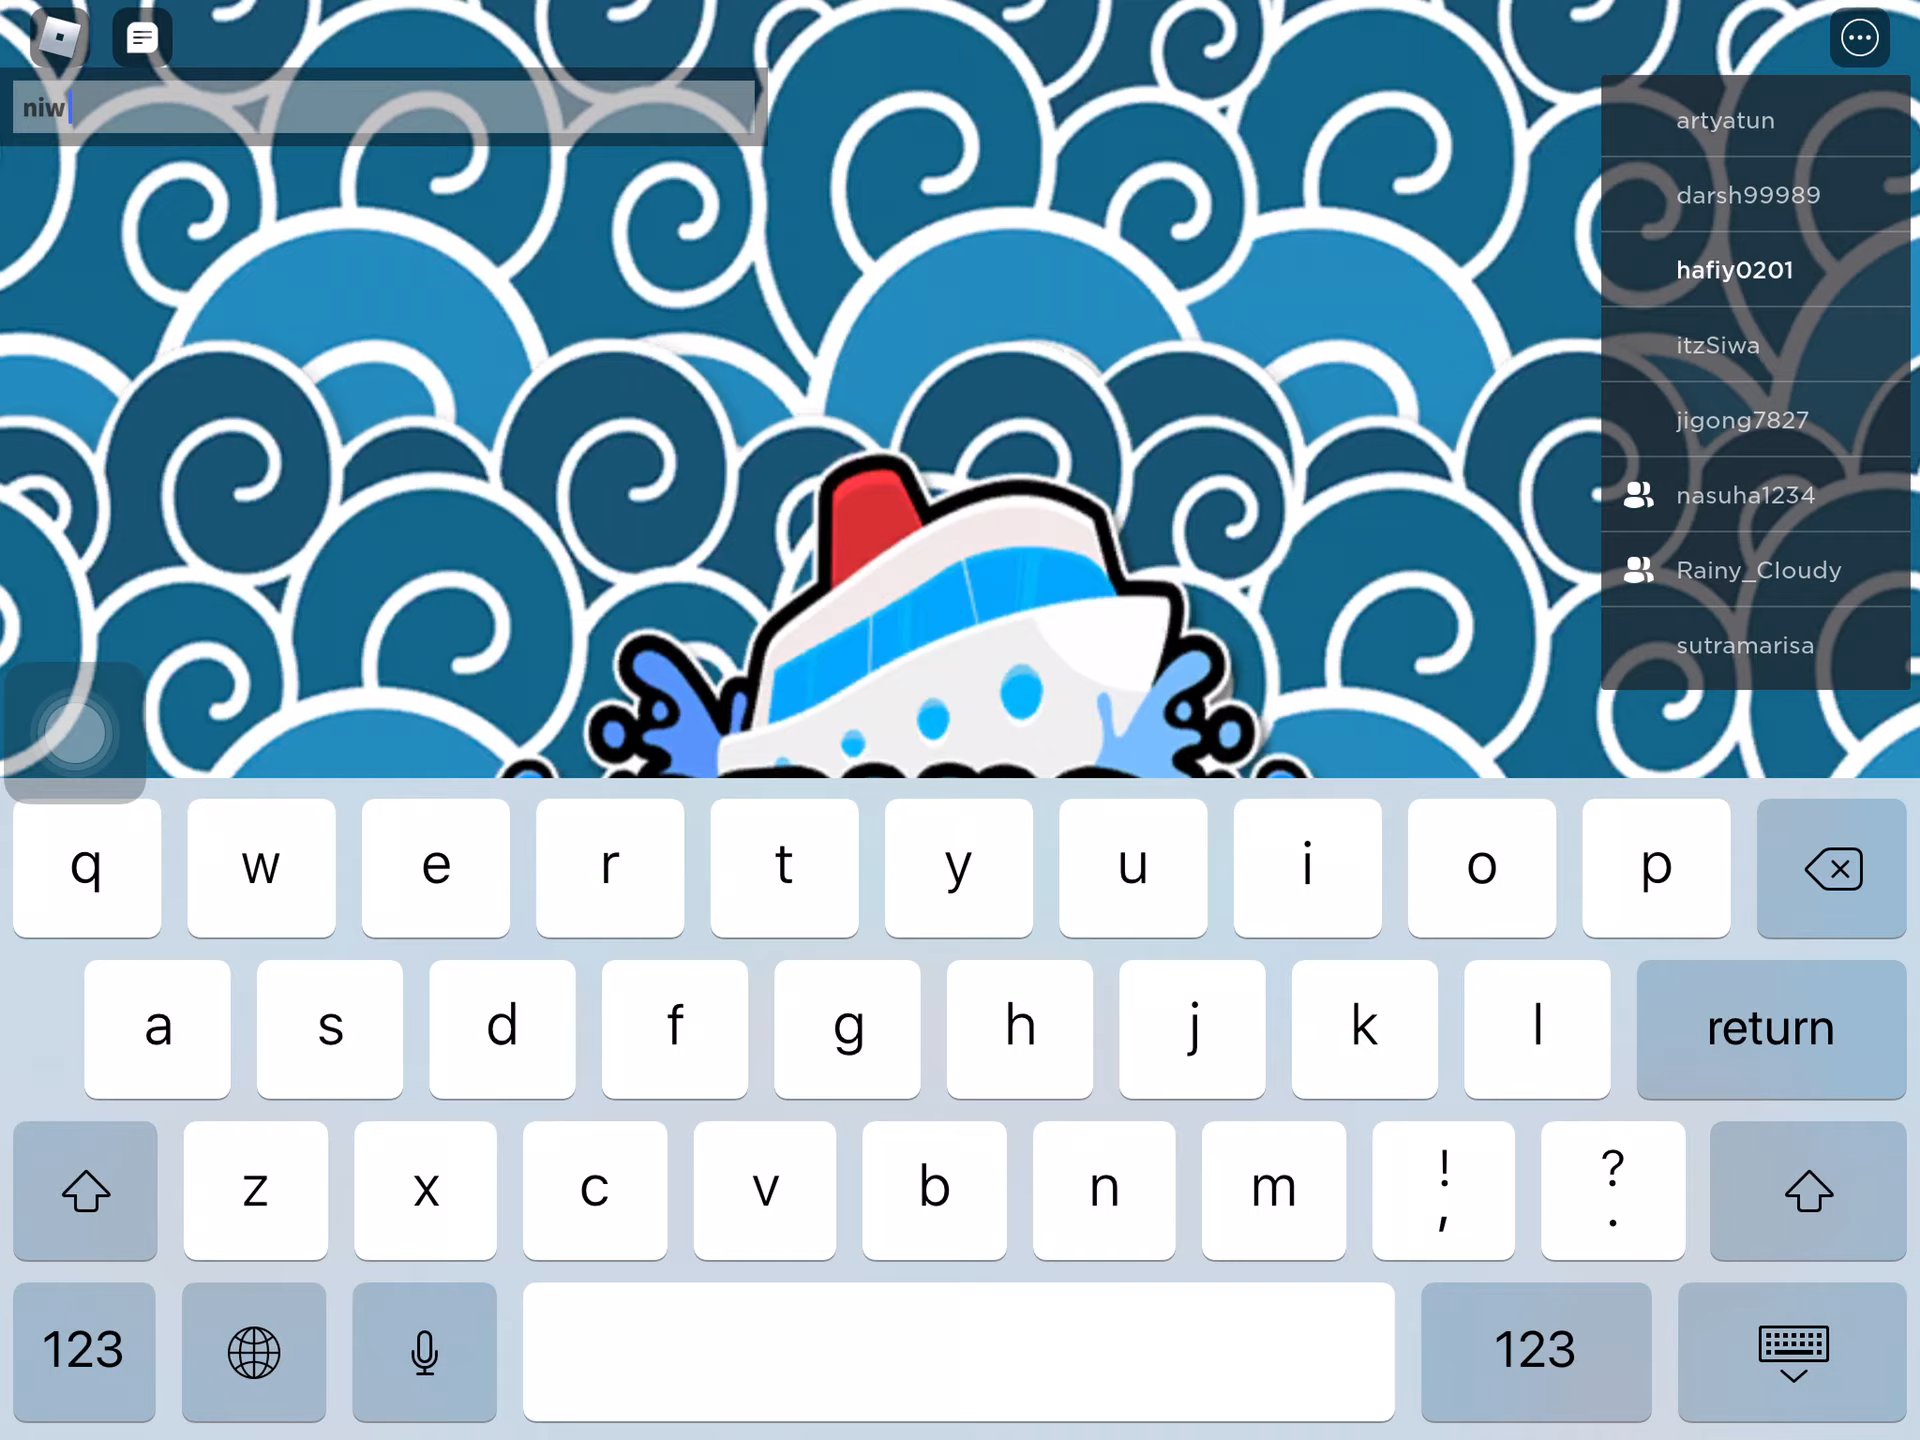 niw
artyatun
darsh99989
hafiy0201
itzSiwa
jigong7827
nasuha1234
Rainy_Cloudy
sutramarisa
q w e r t y u i o p
a s d f g h j k l return
z x c v b n m ! , ? .
123 123